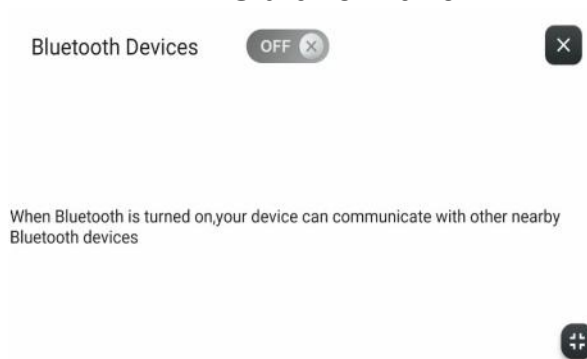 Bluetooth Devices OFF
When Bluetooth is turned on,your device can communicate with other nearby
Bluetooth devices